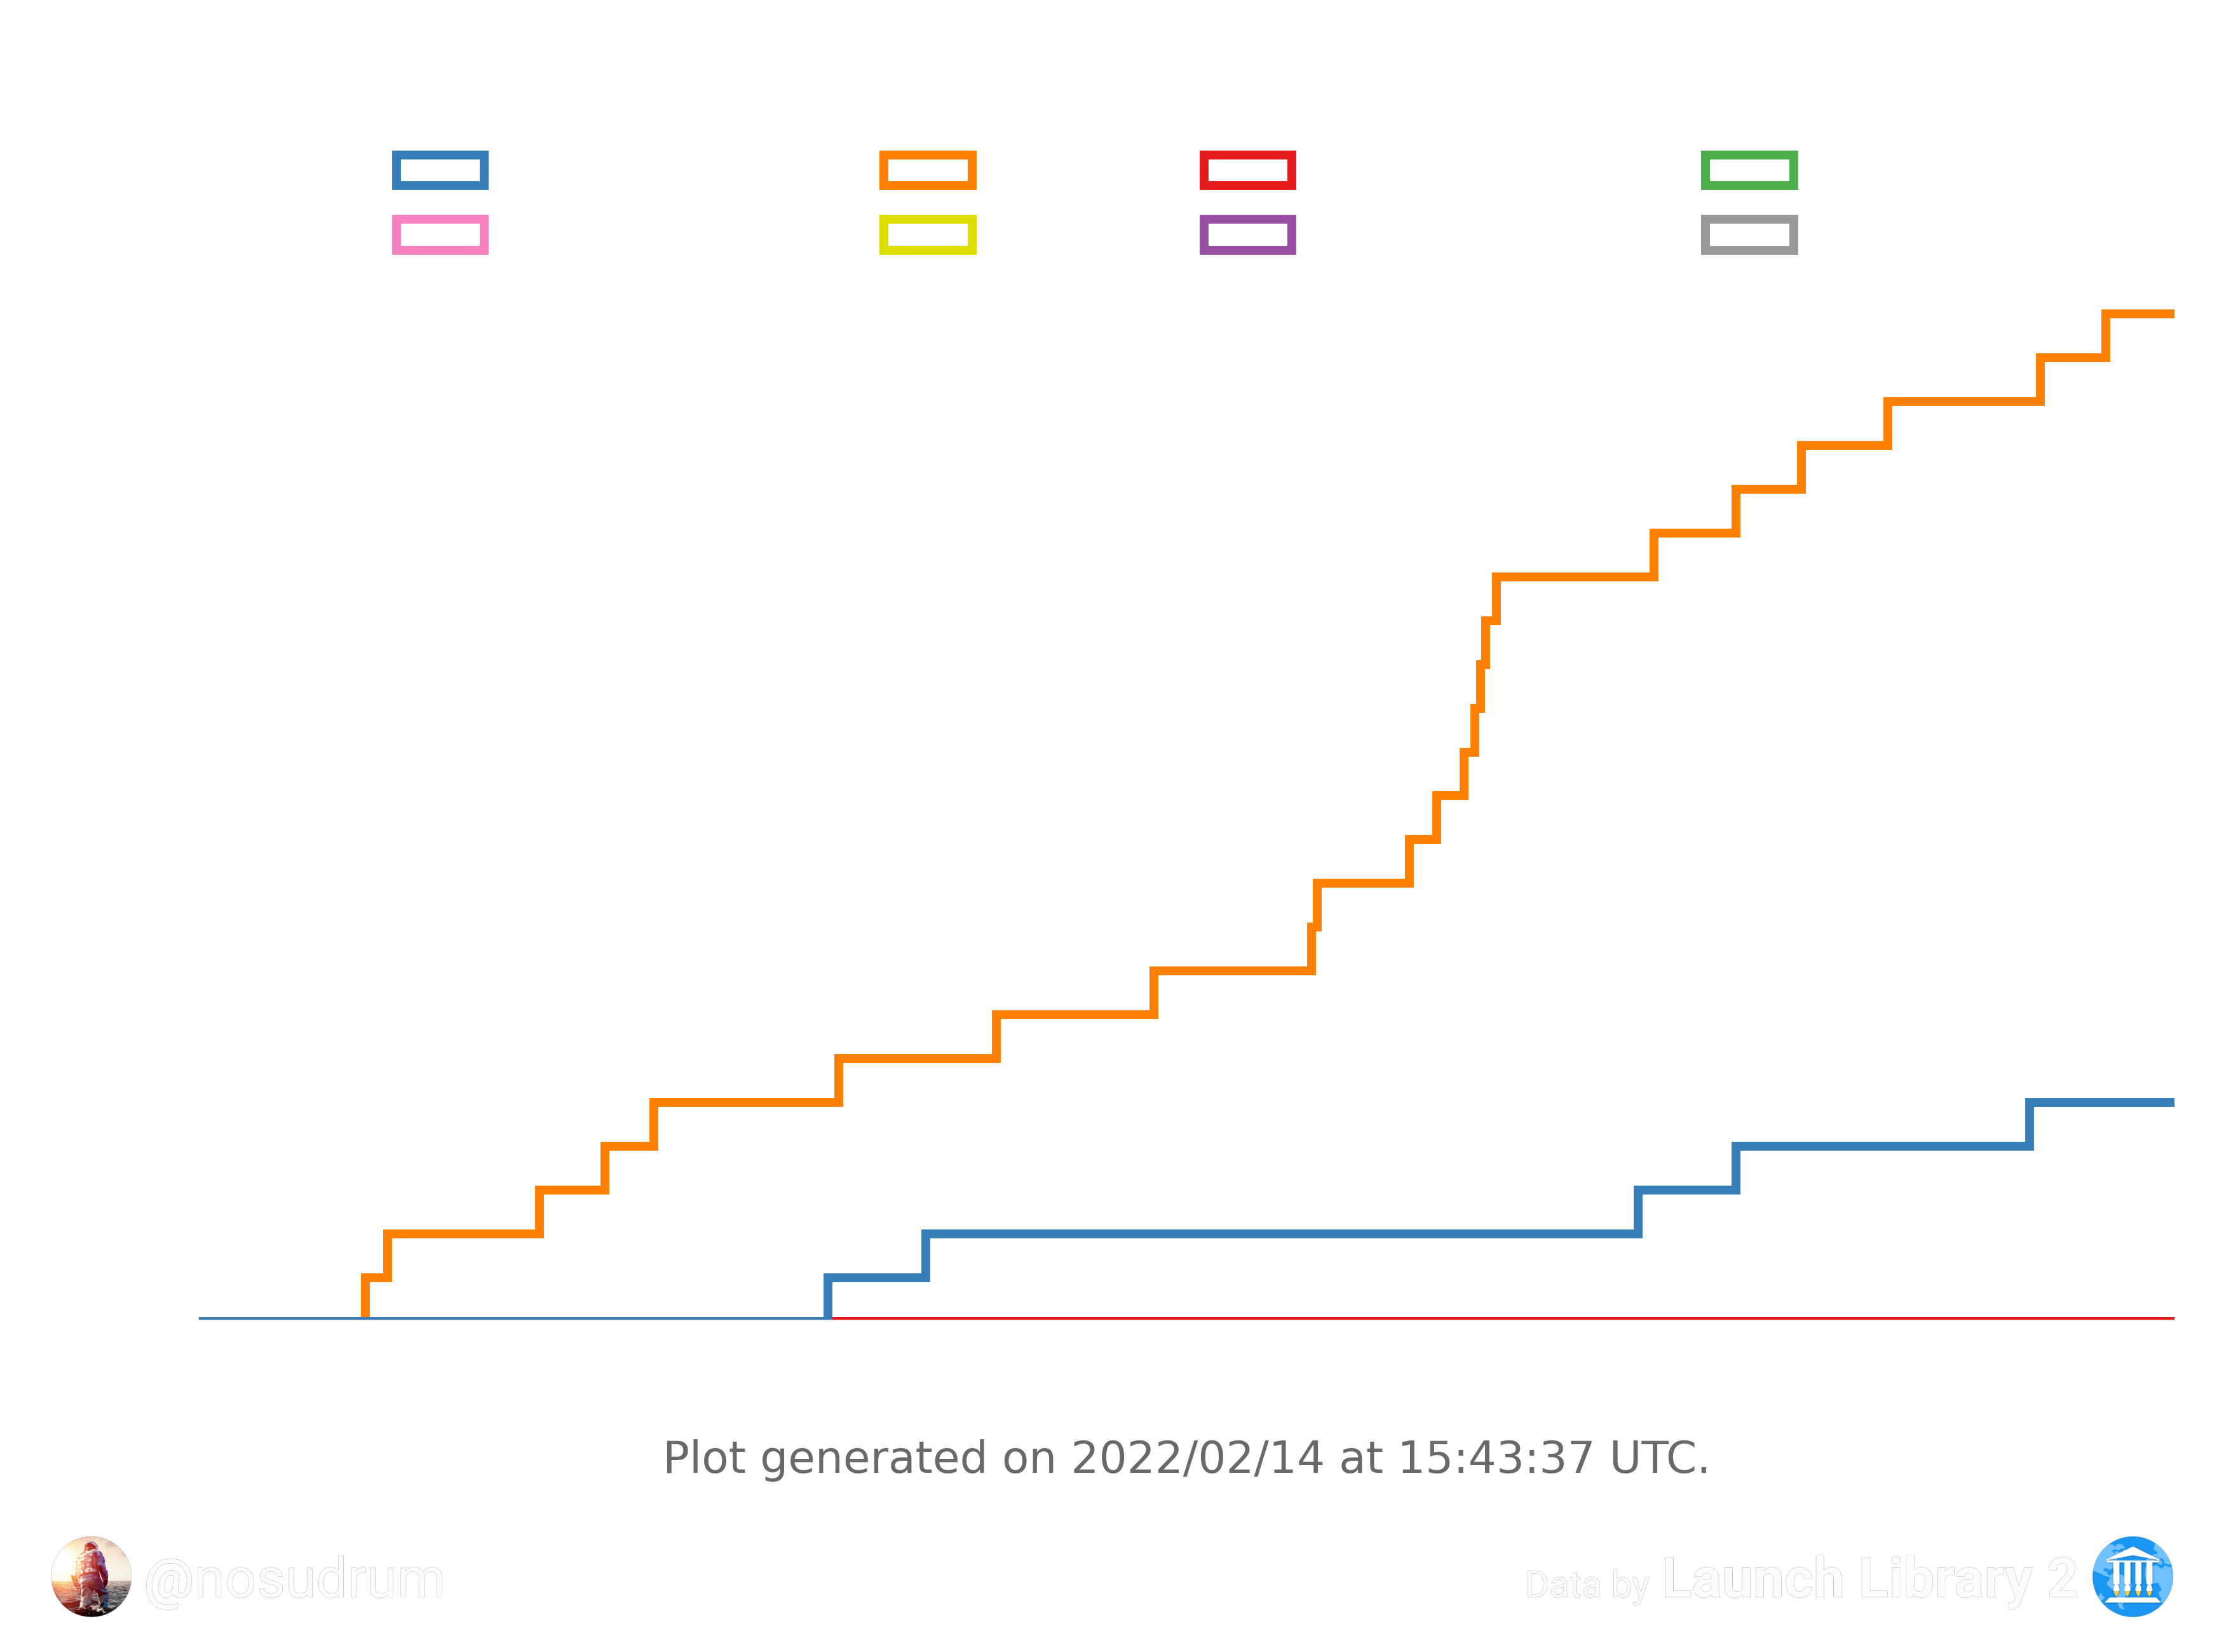 Plot generated on 2022/02/14 at 15:43:37 UTC.
@nosudrum
Data by Launch Library 2